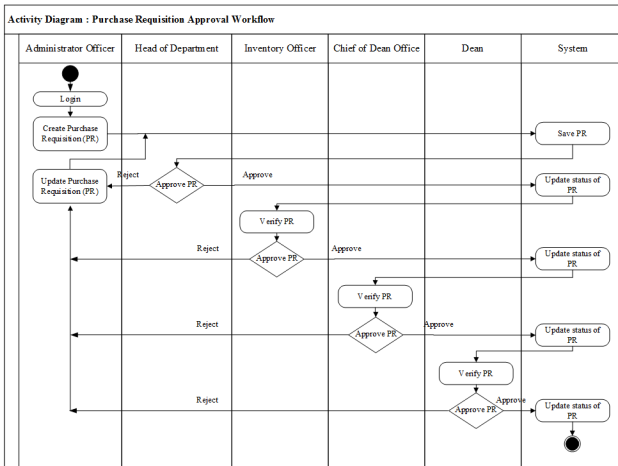 Activity Diagram : Purchase Requisition Approval Workflow
Administrator Officer
Head of Department
Inventory Officer
Chief of Dean Office
Dean
System
Login
Create Purchase
Requisition (PR)
Save PR
Update Purchase
Requisition (PR)
Reject
Approve PR
Approve
Update status of
PR
Verify PR
Reject
Approve PR
Approve
Update status of
PR
Verify PR
Reject
Approve PR
Approve
Update status of
PR
Verify PR
Reject
Approve PR
Approve
Update status of
PR